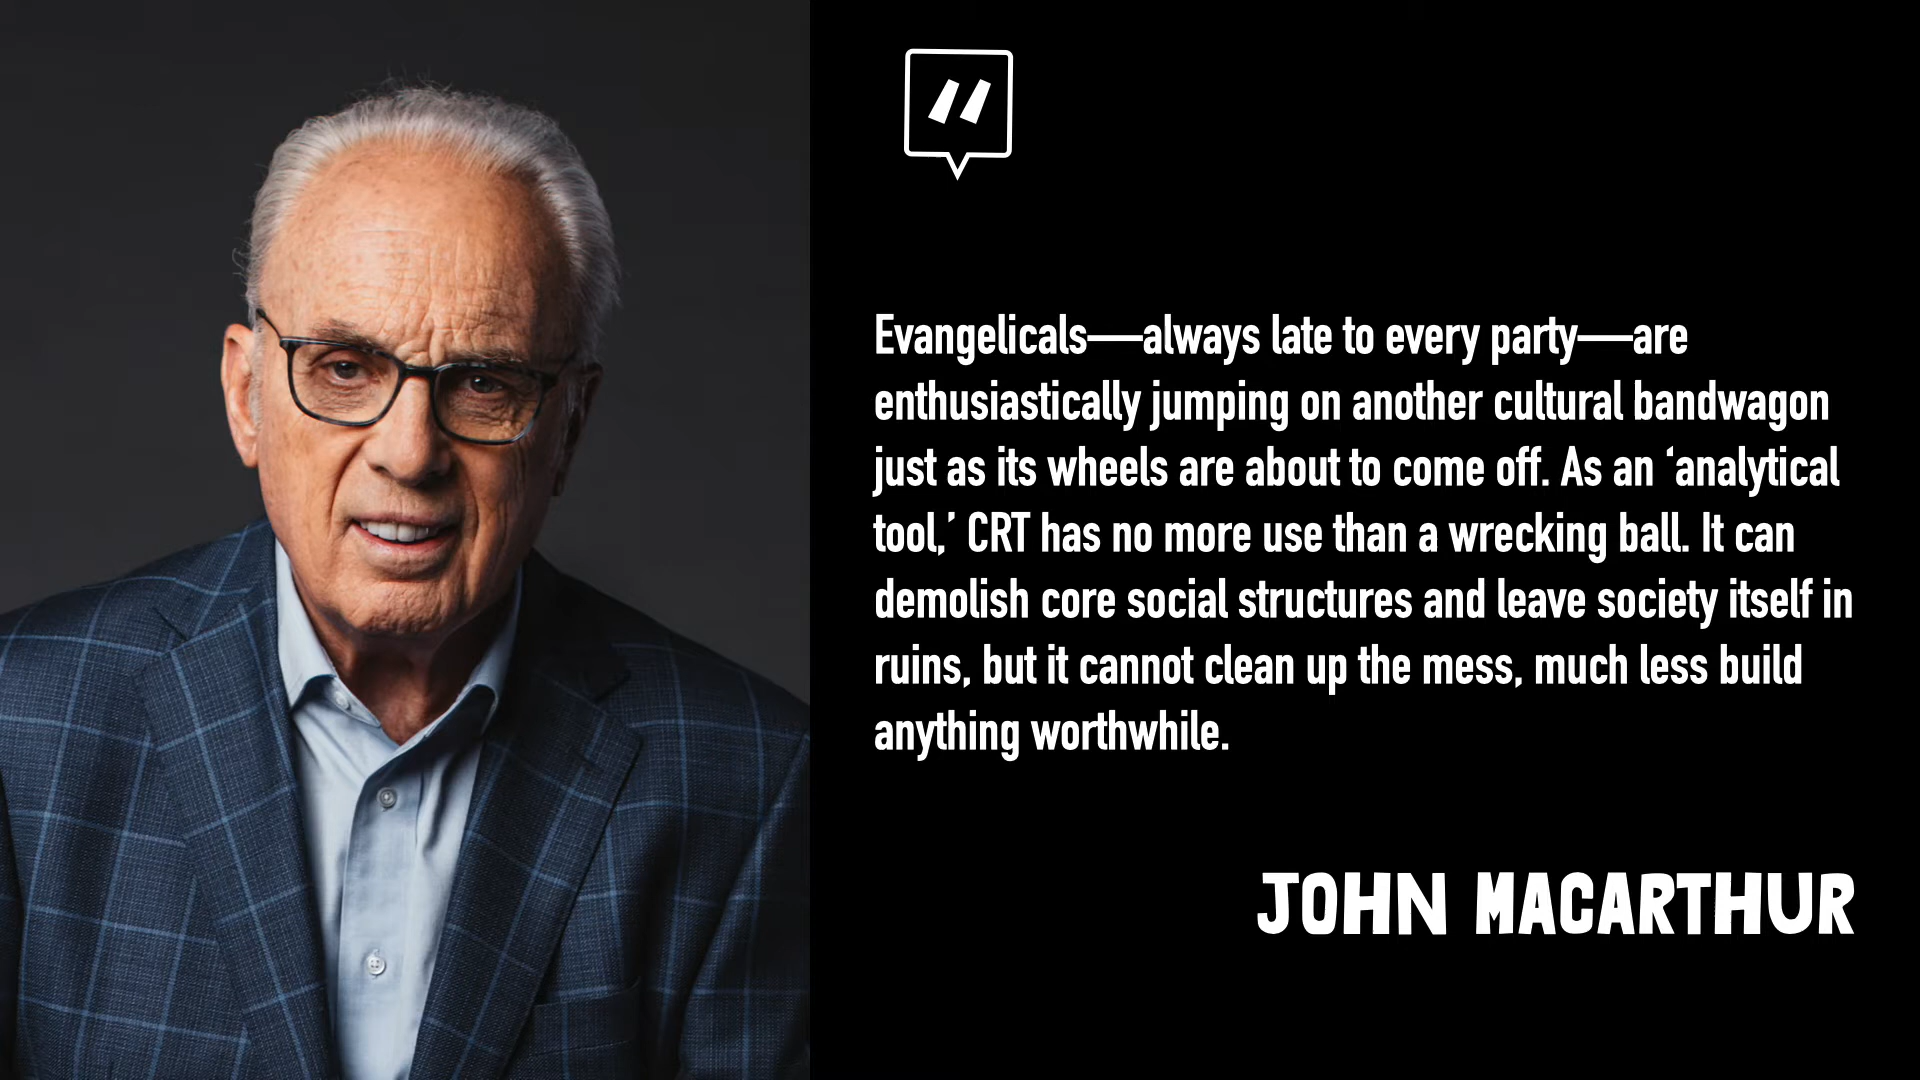 “
Evangelicals—always late to every party—are
enthusiastically jumping on another cultural bandwagon
just as its wheels are about to come off. As an ‘analytical
tool,’ CRT has no more use than a wrecking ball. It can
demolish core social structures and leave society itself in
ruins, but it cannot clean up the mess, much less build
anything worthwhile.
JOHN MACARTHUR